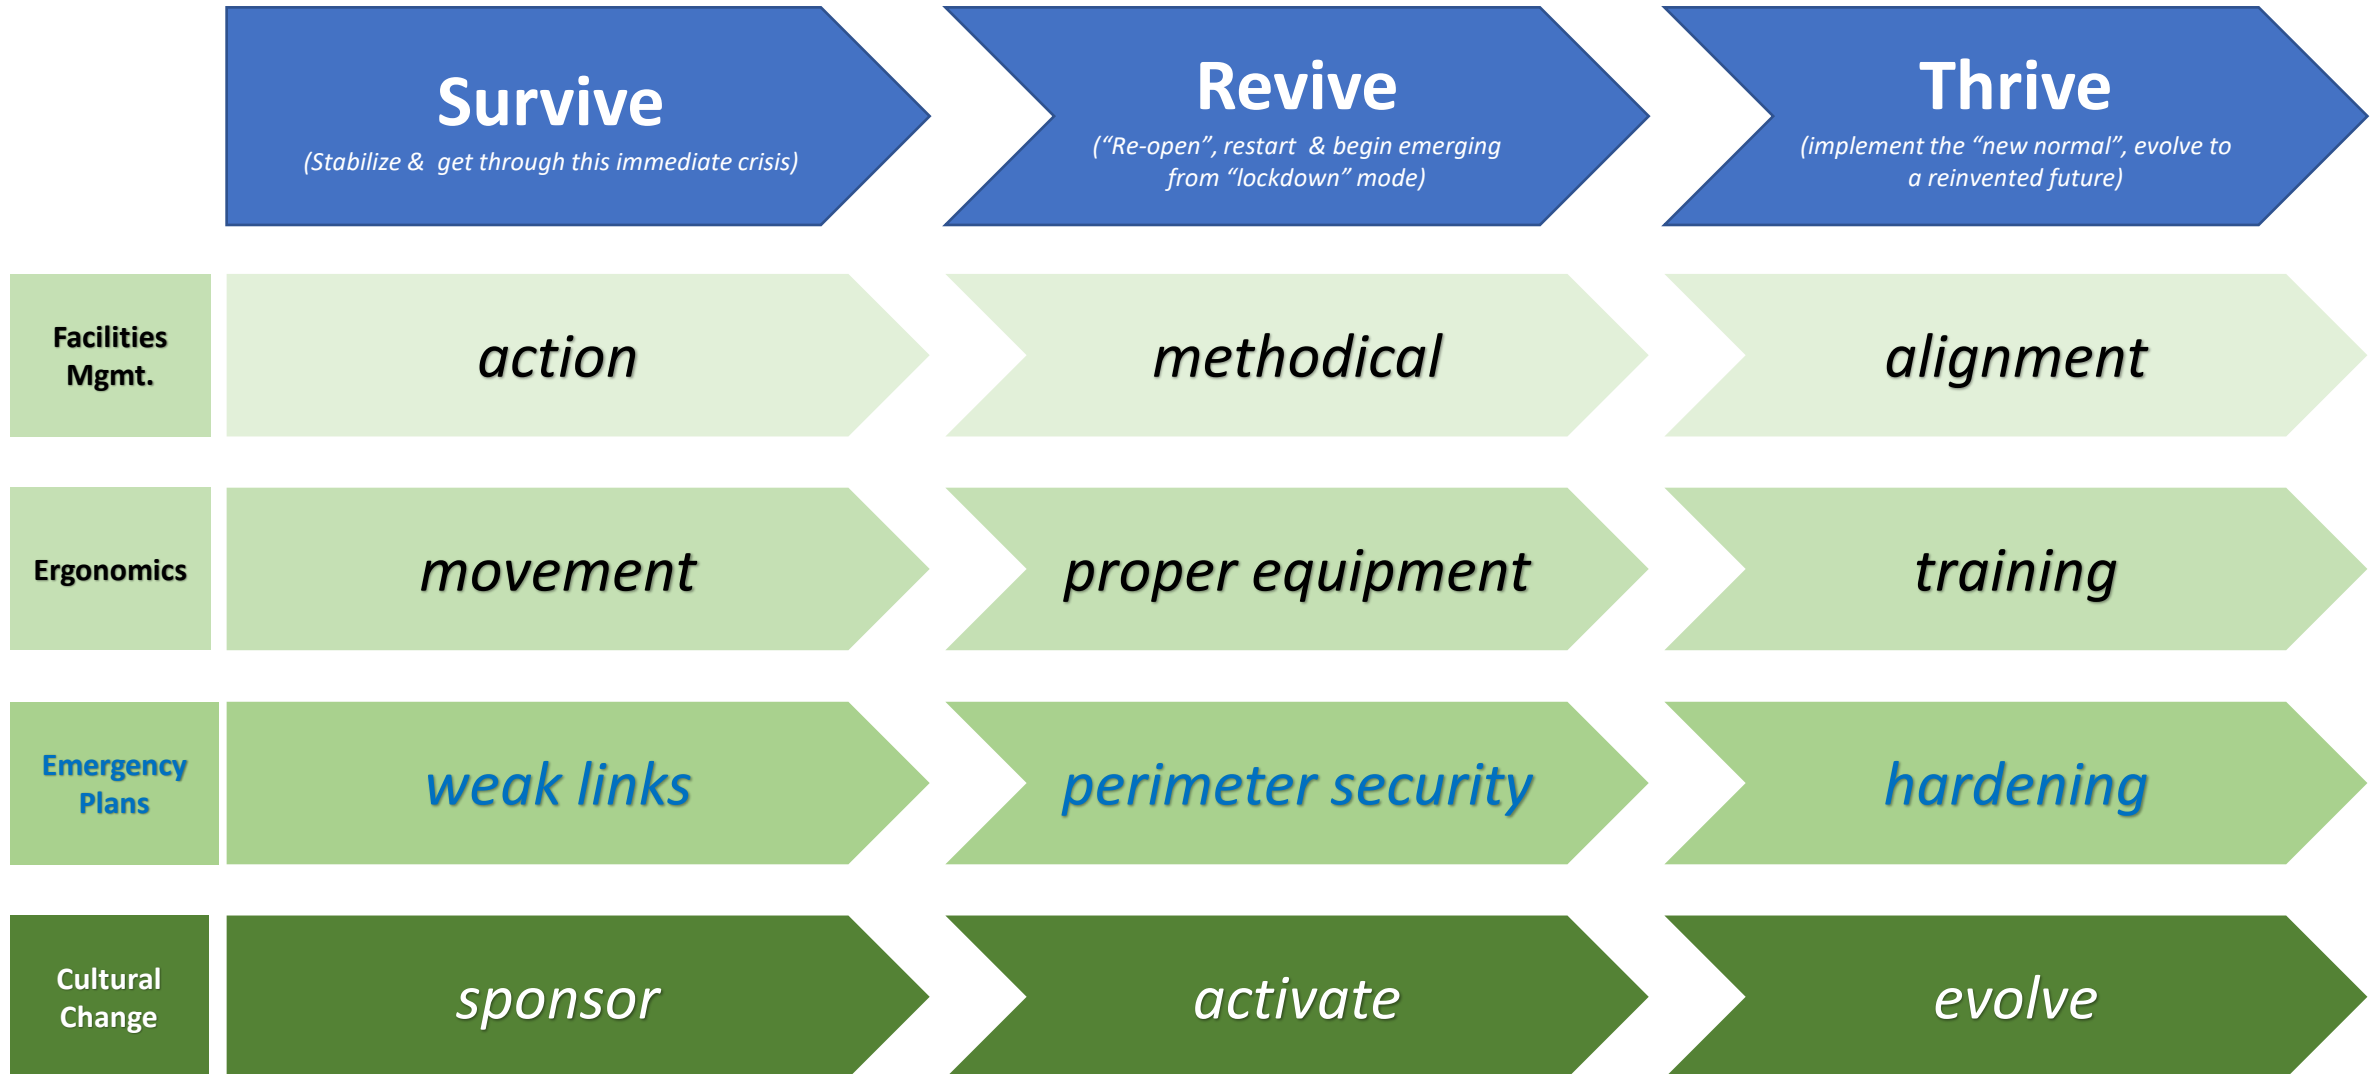 Survive
(Stabilize &  get through this immediate crisis)
Revive
(“Re-open”, restart  & begin emerging
from “lockdown” mode)
Thrive
(implement the “new normal”, evolve to
a reinvented future)
Facilities
Mgmt.
action
methodical
alignment
Ergonomics
movement
proper equipment
training
Emergency
Plans
weak links
perimeter security
hardening
Cultural
Change
sponsor
activate
evolve